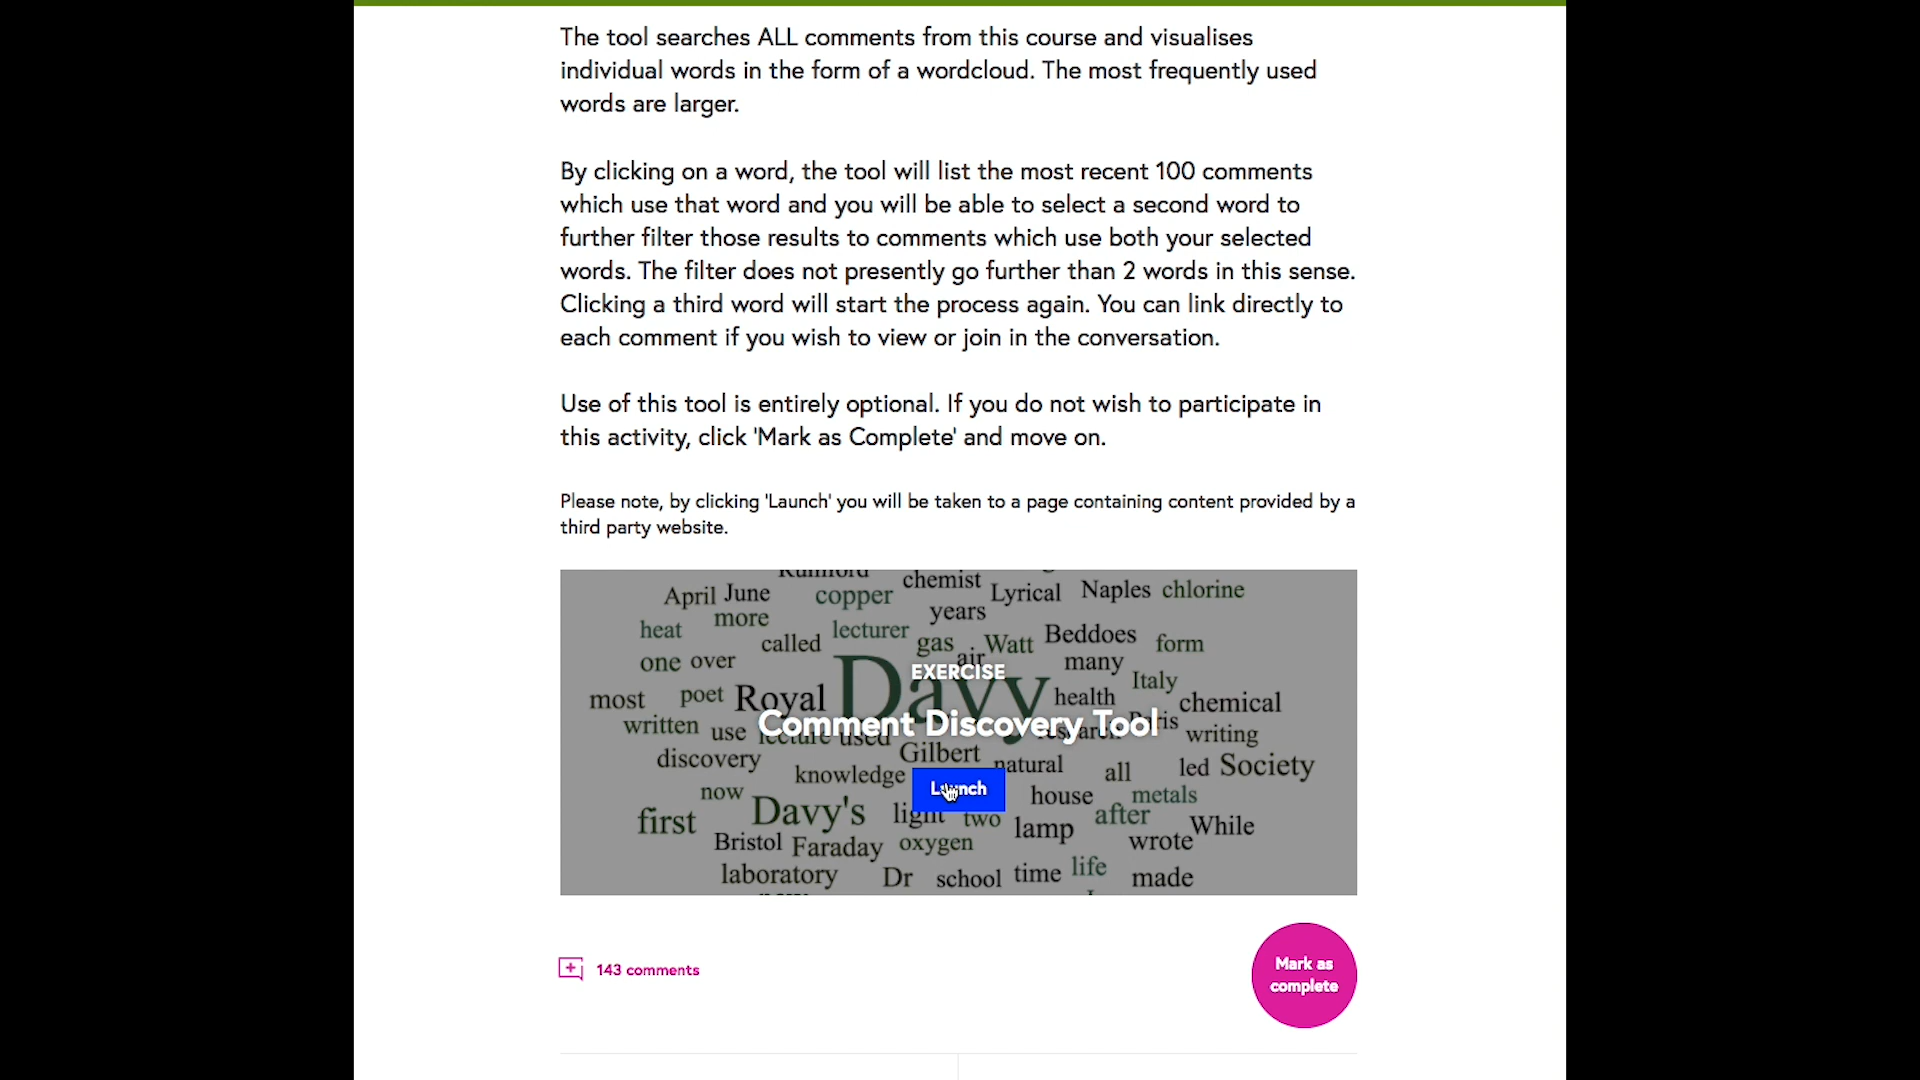 The tool searches ALL comments from this course and visualises
individual words in the form of a wordcloud. The most frequently used
words are larger.
By clicking on a word, the tool will list the most recent 100 comments
which use that word and you will be able to select a second word to
further filter those results to comments which use both your selected
words. The filter does not presently go further than 2 words in this sense.
Clicking a third word will start the process again. You can link directly to
each comment if you wish to view or join in the conversation.
Use of this tool is entirely optional. If you do not wish to participate in
this activity, click 'Mark as Complete' and move on.
Please note, by clicking 'Launch' you will be taken to a page containing content provided by a
third party website.
chemist
April June copper years Lyrical Naples chlorine
heat more called lecturer gas Watt Beddoes form
one over air many
EXERCISE
most poet Royal Davy health Italy chemical
Comment Discovery Tool
written use lecture used research writing
discovery Gilbert natural all led Society
knowledge
Launch
now house metals
first Davy's light two lamp after While
Bristol Faraday oxygen wrote
laboratory Dr school time life made
143 comments
Mark as
complete